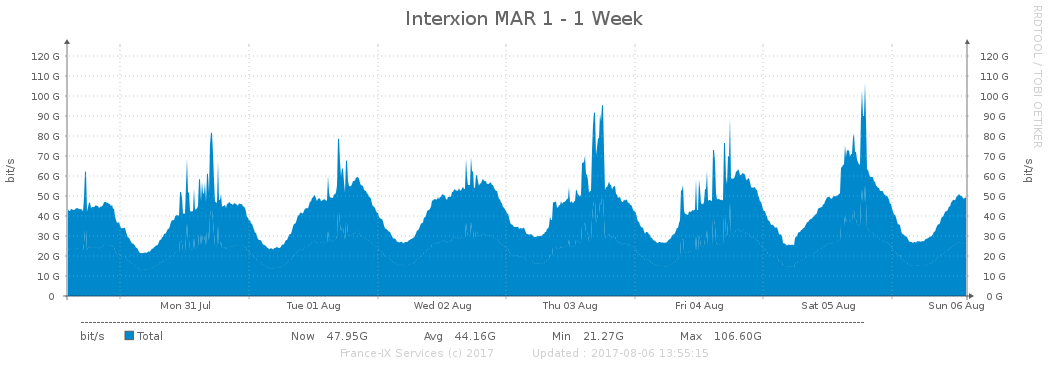 Interxion MAR 1 - 1 Week
RRDTOOL / TOBI OETIKER
bit/s
120 G 120 G
110 G 110 G
100 G 100 G
90 G 90 G
80 G 80 G
70 G 70 G
60 G 60 G
50 G 50 G
40 G 40 G
30 G 30 G
20 G 20 G
10 G 10 G
0 0 G
bit/s
Mon 31 Jul Tue 01 Aug Wed 02 Aug Thu 03 Aug Fri 04 Aug Sat 05 Aug Sun 06 Aug
bit/s Total Now 47.95G Avg 44.16G Min 21.27G Max 106.60G
France-IX Services (c) 2017 Updated : 2017-08-06 13:55:15